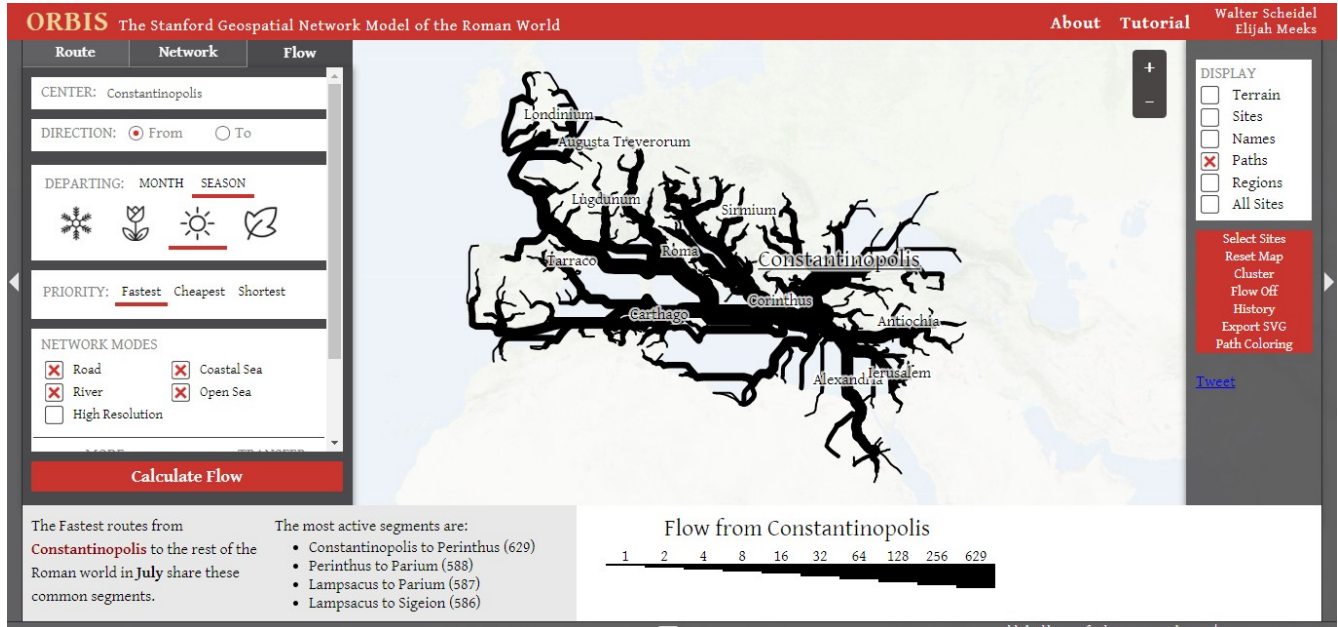 ORBIS The Stanford Geospatial Network Model of the Roman World
About Tutorial
Walter Scheidel
Elijah Meeks
Route Network Flow
CENTER: Constantinopolis
DIRECTION: From To
DEPARTING: MONTH SEASON
PRIORITY: Fastest Cheapest Shortest
NETWORK MODES
Road Coastal Sea
River Open Sea
High Resolution
Calculate Flow
Londinium
Augusta Treverorum
Lugdunum
Sirmium
Roma
Constantinopolis
Tarraco
Corinthus
Carthago
Antiochia
Alexandria
Ierusalem
+
−
DISPLAY
Terrain
Sites
Names
Paths
Regions
All Sites
Select Sites
Reset Map
Cluster
Flow Off
History
Export SVG
Path Coloring
Tweet
The Fastest routes from
Constantinopolis to the rest of the
Roman world in July share these
common segments.
The most active segments are:
• Constantinopolis to Perinthus (629)
• Perinthus to Parium (588)
• Lampsacus to Parium (587)
• Lampsacus to Sigeion (586)
Flow from Constantinopolis
1 2 4 8 16 32 64 128 256 629